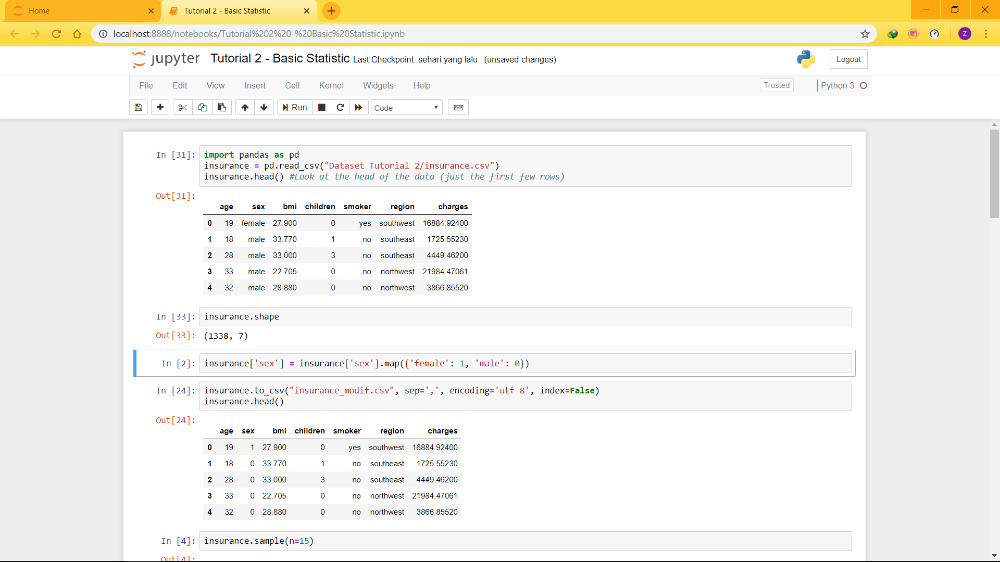 Home
Tutorial 2 - Basic Statistic
localhost:8888/notebooks/Tutorial%202%20-%20Basic%20Statistic.ipynb
Z
jupyter Tutorial 2 - Basic Statistic Last Checkpoint: sehari yang lalu (unsaved changes)
Logout
File Edit View Insert Cell Kernel Widgets Help
Trusted
Python 3
Run
Code
In [31]: import pandas as pd
insurance = pd.read_csv("Dataset Tutorial 2/insurance.csv")
insurance.head() #Look at the head of the data (just the first few rows)
Out[31]:
age sex bmi children smoker region charges
0 19 female 27.900 0 yes southwest 16884.92400
1 18 male 33.770 1 no southeast 1725.55230
2 28 male 33.000 3 no southeast 4449.46200
3 33 male 22.705 0 no northwest 21984.47061
4 32 male 28.880 0 no northwest 3866.85520
In [33]: insurance.shape
Out[33]: (1338, 7)
In [2]: insurance['sex'] = insurance['sex'].map({'female': 1, 'male': 0})
In [24]: insurance.to_csv("insurance_modif.csv", sep=',', encoding='utf-8', index=False)
insurance.head()
Out[24]:
age sex bmi children smoker region charges
0 19 1 27.900 0 yes southwest 16884.92400
1 18 0 33.770 1 no southeast 1725.55230
2 28 0 33.000 3 no southeast 4449.46200
3 33 0 22.705 0 no northwest 21984.47061
4 32 0 28.880 0 no northwest 3866.85520
In [4]: insurance.sample(n=15)
Out[4]: